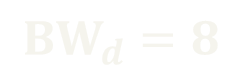 BW_d = 8